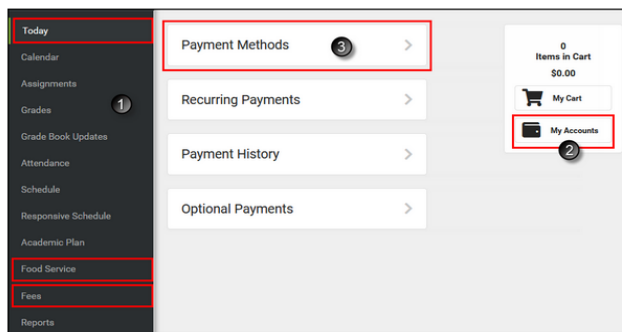 Today
Calendar
Assignments
Grades
1
Grade Book Updates
Attendance
Schedule
Responsive Schedule
Academic Plan
Food Service
Fees
Reports
Payment Methods
3
Recurring Payments
Payment History
Optional Payments
0
Items in Cart
$0.00
My Cart
My Accounts
2